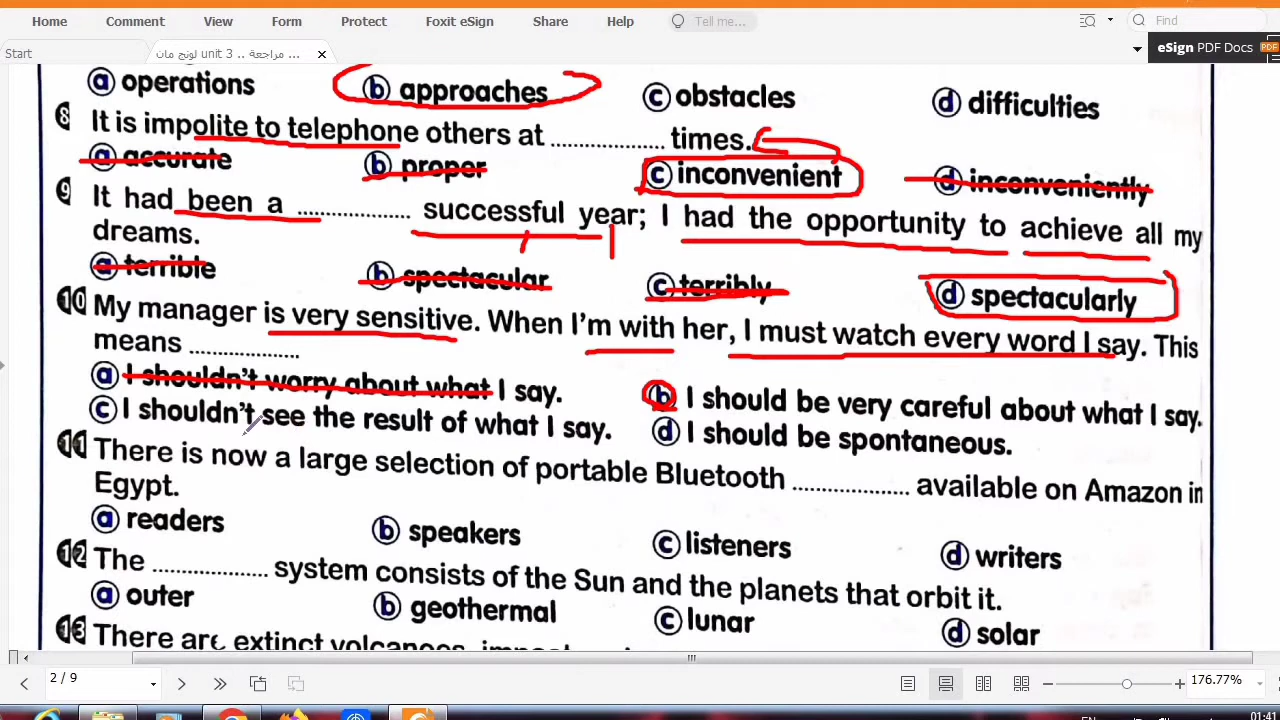 Home Comment View Form Protect Foxit eSign Share Help Tell me... Find
Start لونج مان unit 3 .. مراجعة ... × eSign PDF Docs
ⓐ operations ⓑ approaches ⓒ obstacles ⓓ difficulties
8 It is impolite to telephone others at .................. times.
ⓐ accurate ⓑ proper ⓒ inconvenient ⓓ inconveniently
9 It had been a .................. successful year; I had the opportunity to achieve all my
dreams.
ⓐ terrible ⓑ spectacular ⓒ terribly ⓓ spectacularly
10 My manager is very sensitive. When I'm with her, I must watch every word I say. This
means .................
ⓐ I shouldn't worry about what I say. ⓑ I should be very careful about what I say.
ⓒ I shouldn't see the result of what I say. ⓓ I should be spontaneous.
11 There is now a large selection of portable Bluetooth .................. available on Amazon in
Egypt.
ⓐ readers ⓑ speakers ⓒ listeners ⓓ writers
12 The .................. system consists of the Sun and the planets that orbit it.
ⓐ outer ⓑ geothermal ⓒ lunar ⓓ solar
13 There are extinct volcanoes,
2 / 9 176.77%
EN 01:41